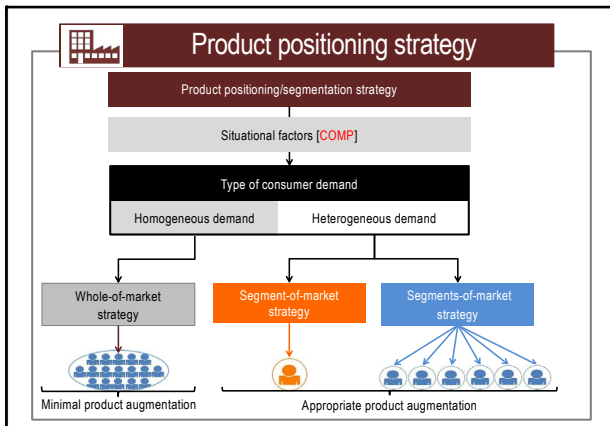 Product positioning strategy
Product positioning/segmentation strategy
Situational factors [COMP]
Type of consumer demand
Homogeneous demand
Heterogeneous demand
Whole-of-market
strategy
Segment-of-market
strategy
Segments-of-market
strategy
Minimal product augmentation
Appropriate product augmentation